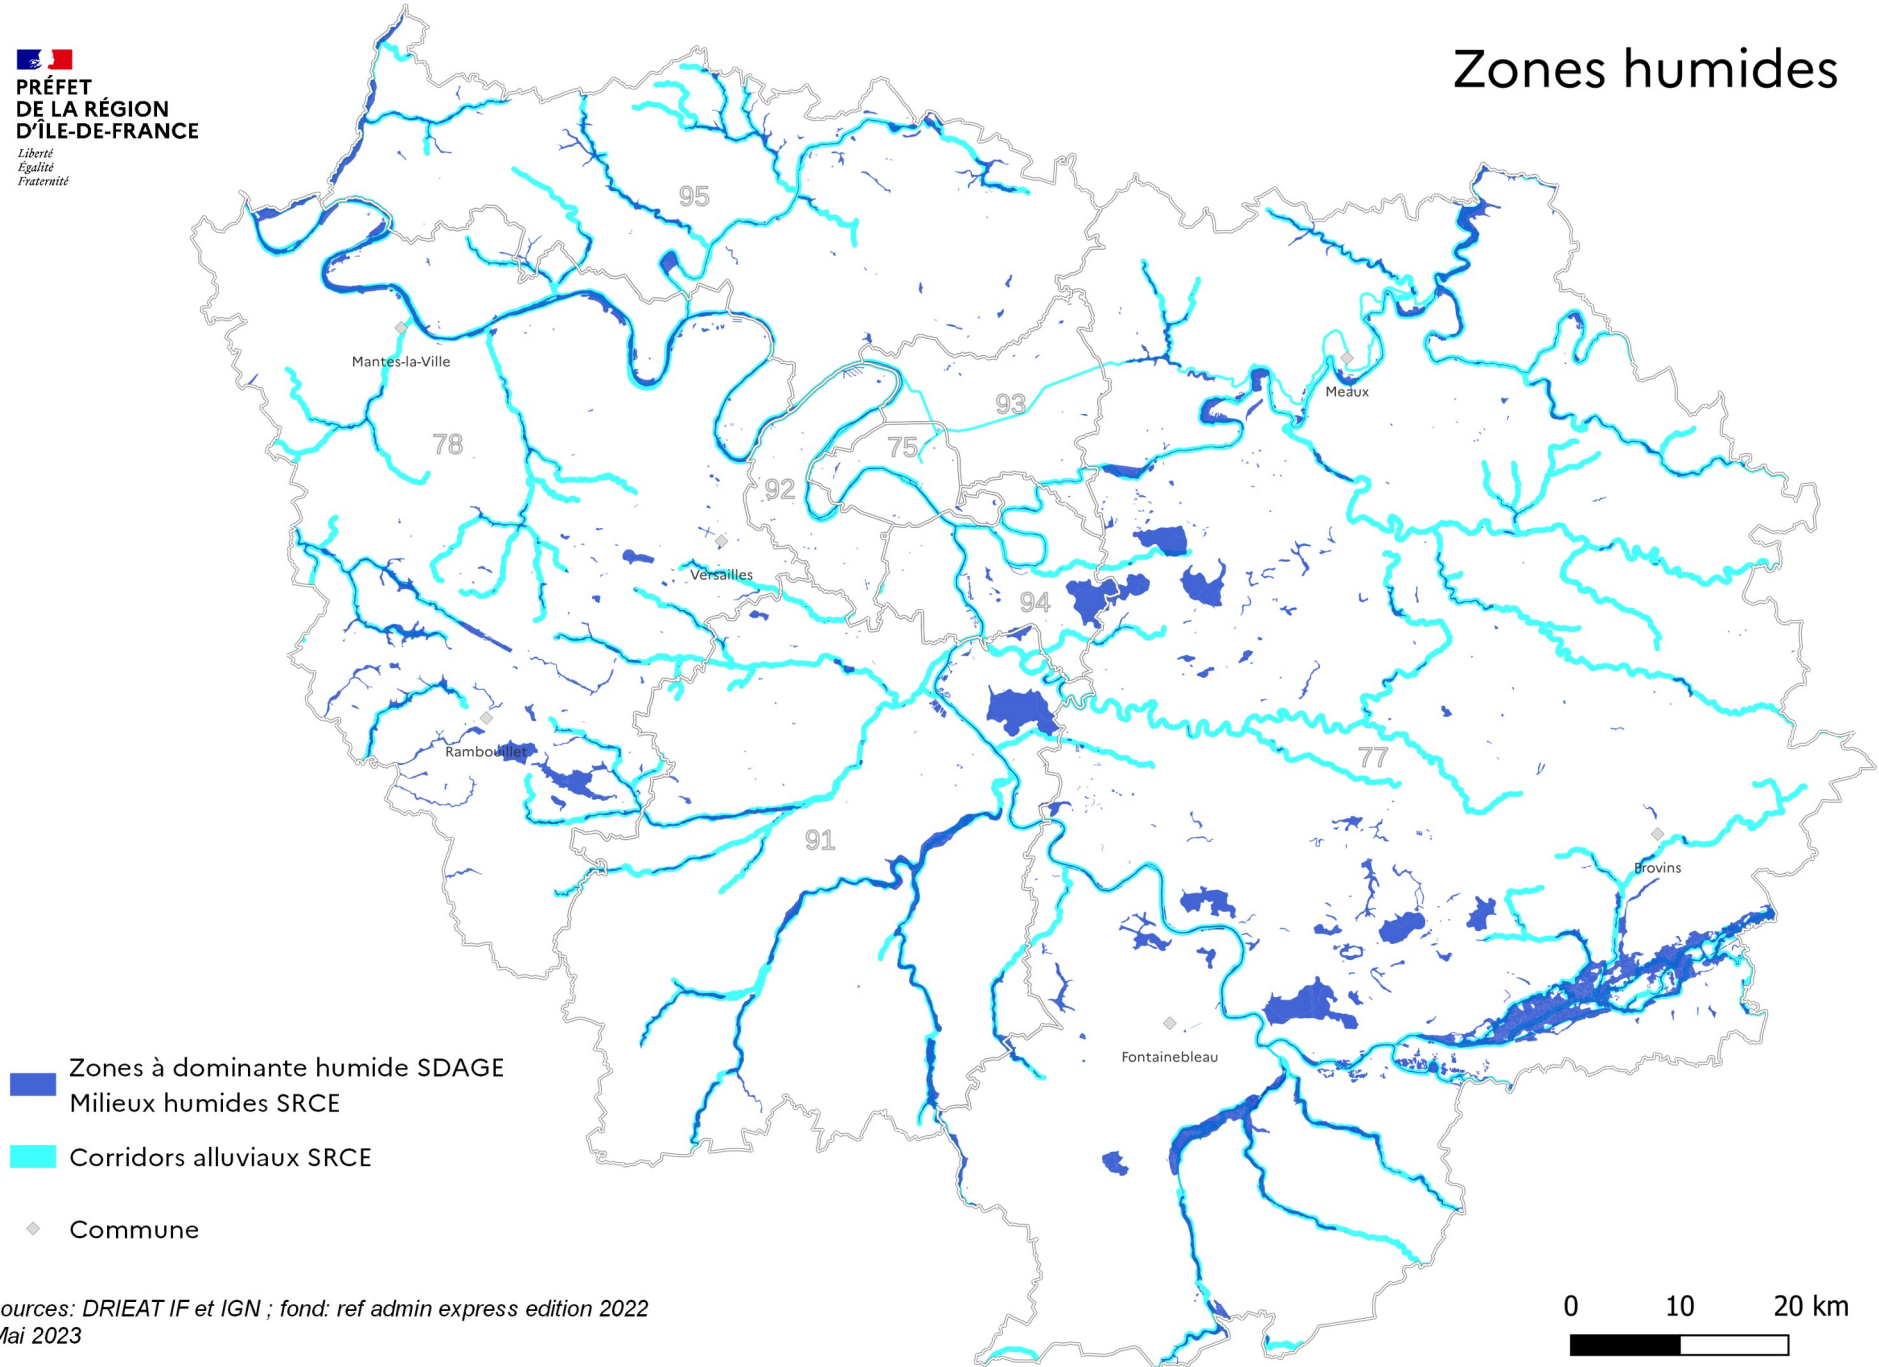 Zones humides
PRÉFET
DE LA RÉGION
D'ÎLE-DE-FRANCE
Liberté
Égalité
Fraternité
95
Mantes-la-Ville
Meaux
93
78
75
92
Versailles
94
Rambouillet
77
91
Provins
Fontainebleau
Zones à dominante humide SDAGE
Milieux humides SRCE
Corridors alluviaux SRCE
Commune
ources: DRIEAT IF et IGN ; fond: ref admin express edition 2022
Mai 2023
0 10 20 km